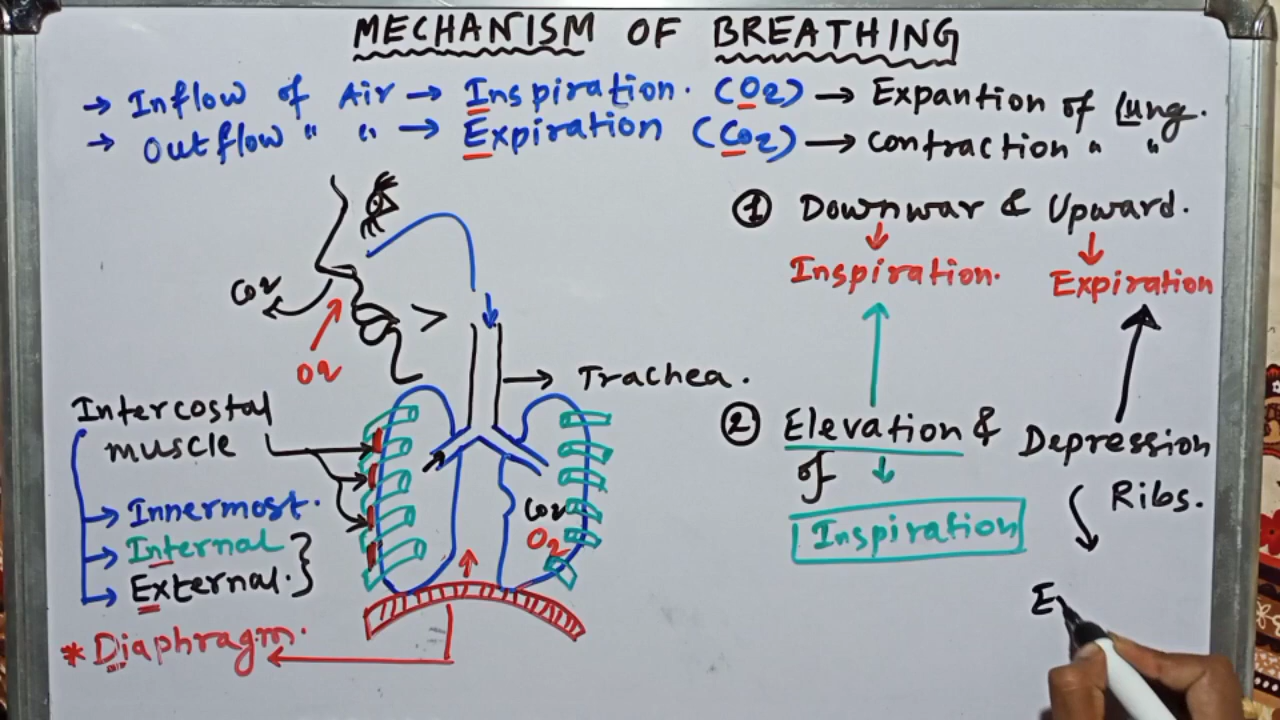 MECHANISM OF BREATHING
→ Inflow of Air → Inspiration. (O2) → Expantion of Lung.
→ Outflow " " → Expiration (CO2) → contraction " "
① Downwar & Upward.
Inspiration. Expiration
CO2
O2
Trachea.
Intercostal
muscle
② Elevation & Depression
of Ribs.
Innermost.
Internal
External.
CO2
O2
Inspiration
E
* Diaphragm.